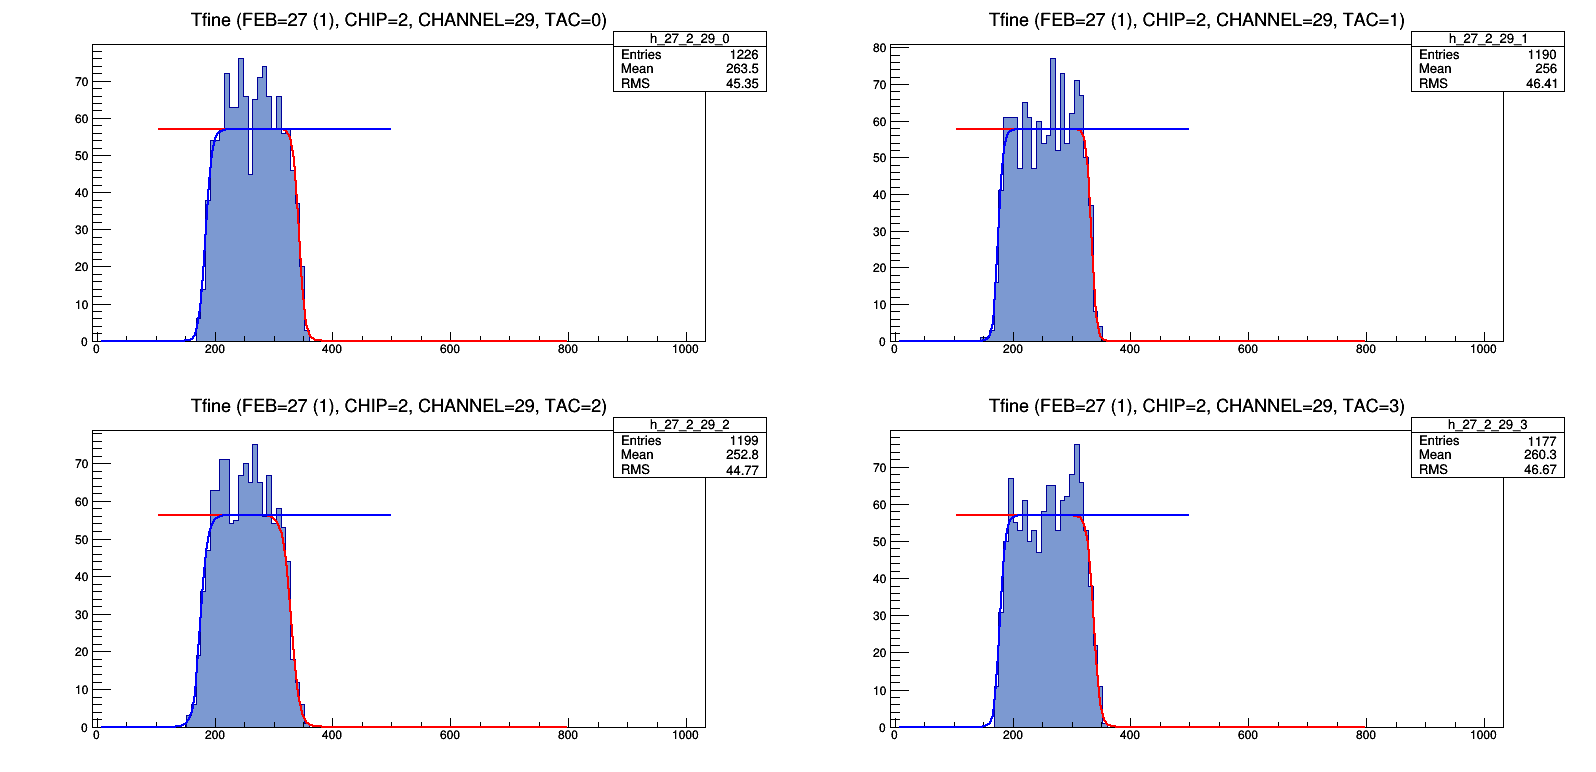 Tfine (FEB=27 (1), CHIP=2, CHANNEL=29, TAC=0)
h_27_2_29_0
Entries 1226
Mean 263.5
RMS 45.35
70
60
50
40
30
20
10
0
0 200 400 600 800 1000
Tfine (FEB=27 (1), CHIP=2, CHANNEL=29, TAC=1)
h_27_2_29_1
Entries 1190
Mean 256
RMS 46.41
80
70
60
50
40
30
20
10
0
0 200 400 600 800 1000
Tfine (FEB=27 (1), CHIP=2, CHANNEL=29, TAC=2)
h_27_2_29_2
Entries 1199
Mean 252.8
RMS 44.77
70
60
50
40
30
20
10
0
0 200 400 600 800 1000
Tfine (FEB=27 (1), CHIP=2, CHANNEL=29, TAC=3)
h_27_2_29_3
Entries 1177
Mean 260.3
RMS 46.67
70
60
50
40
30
20
10
0
0 200 400 600 800 1000